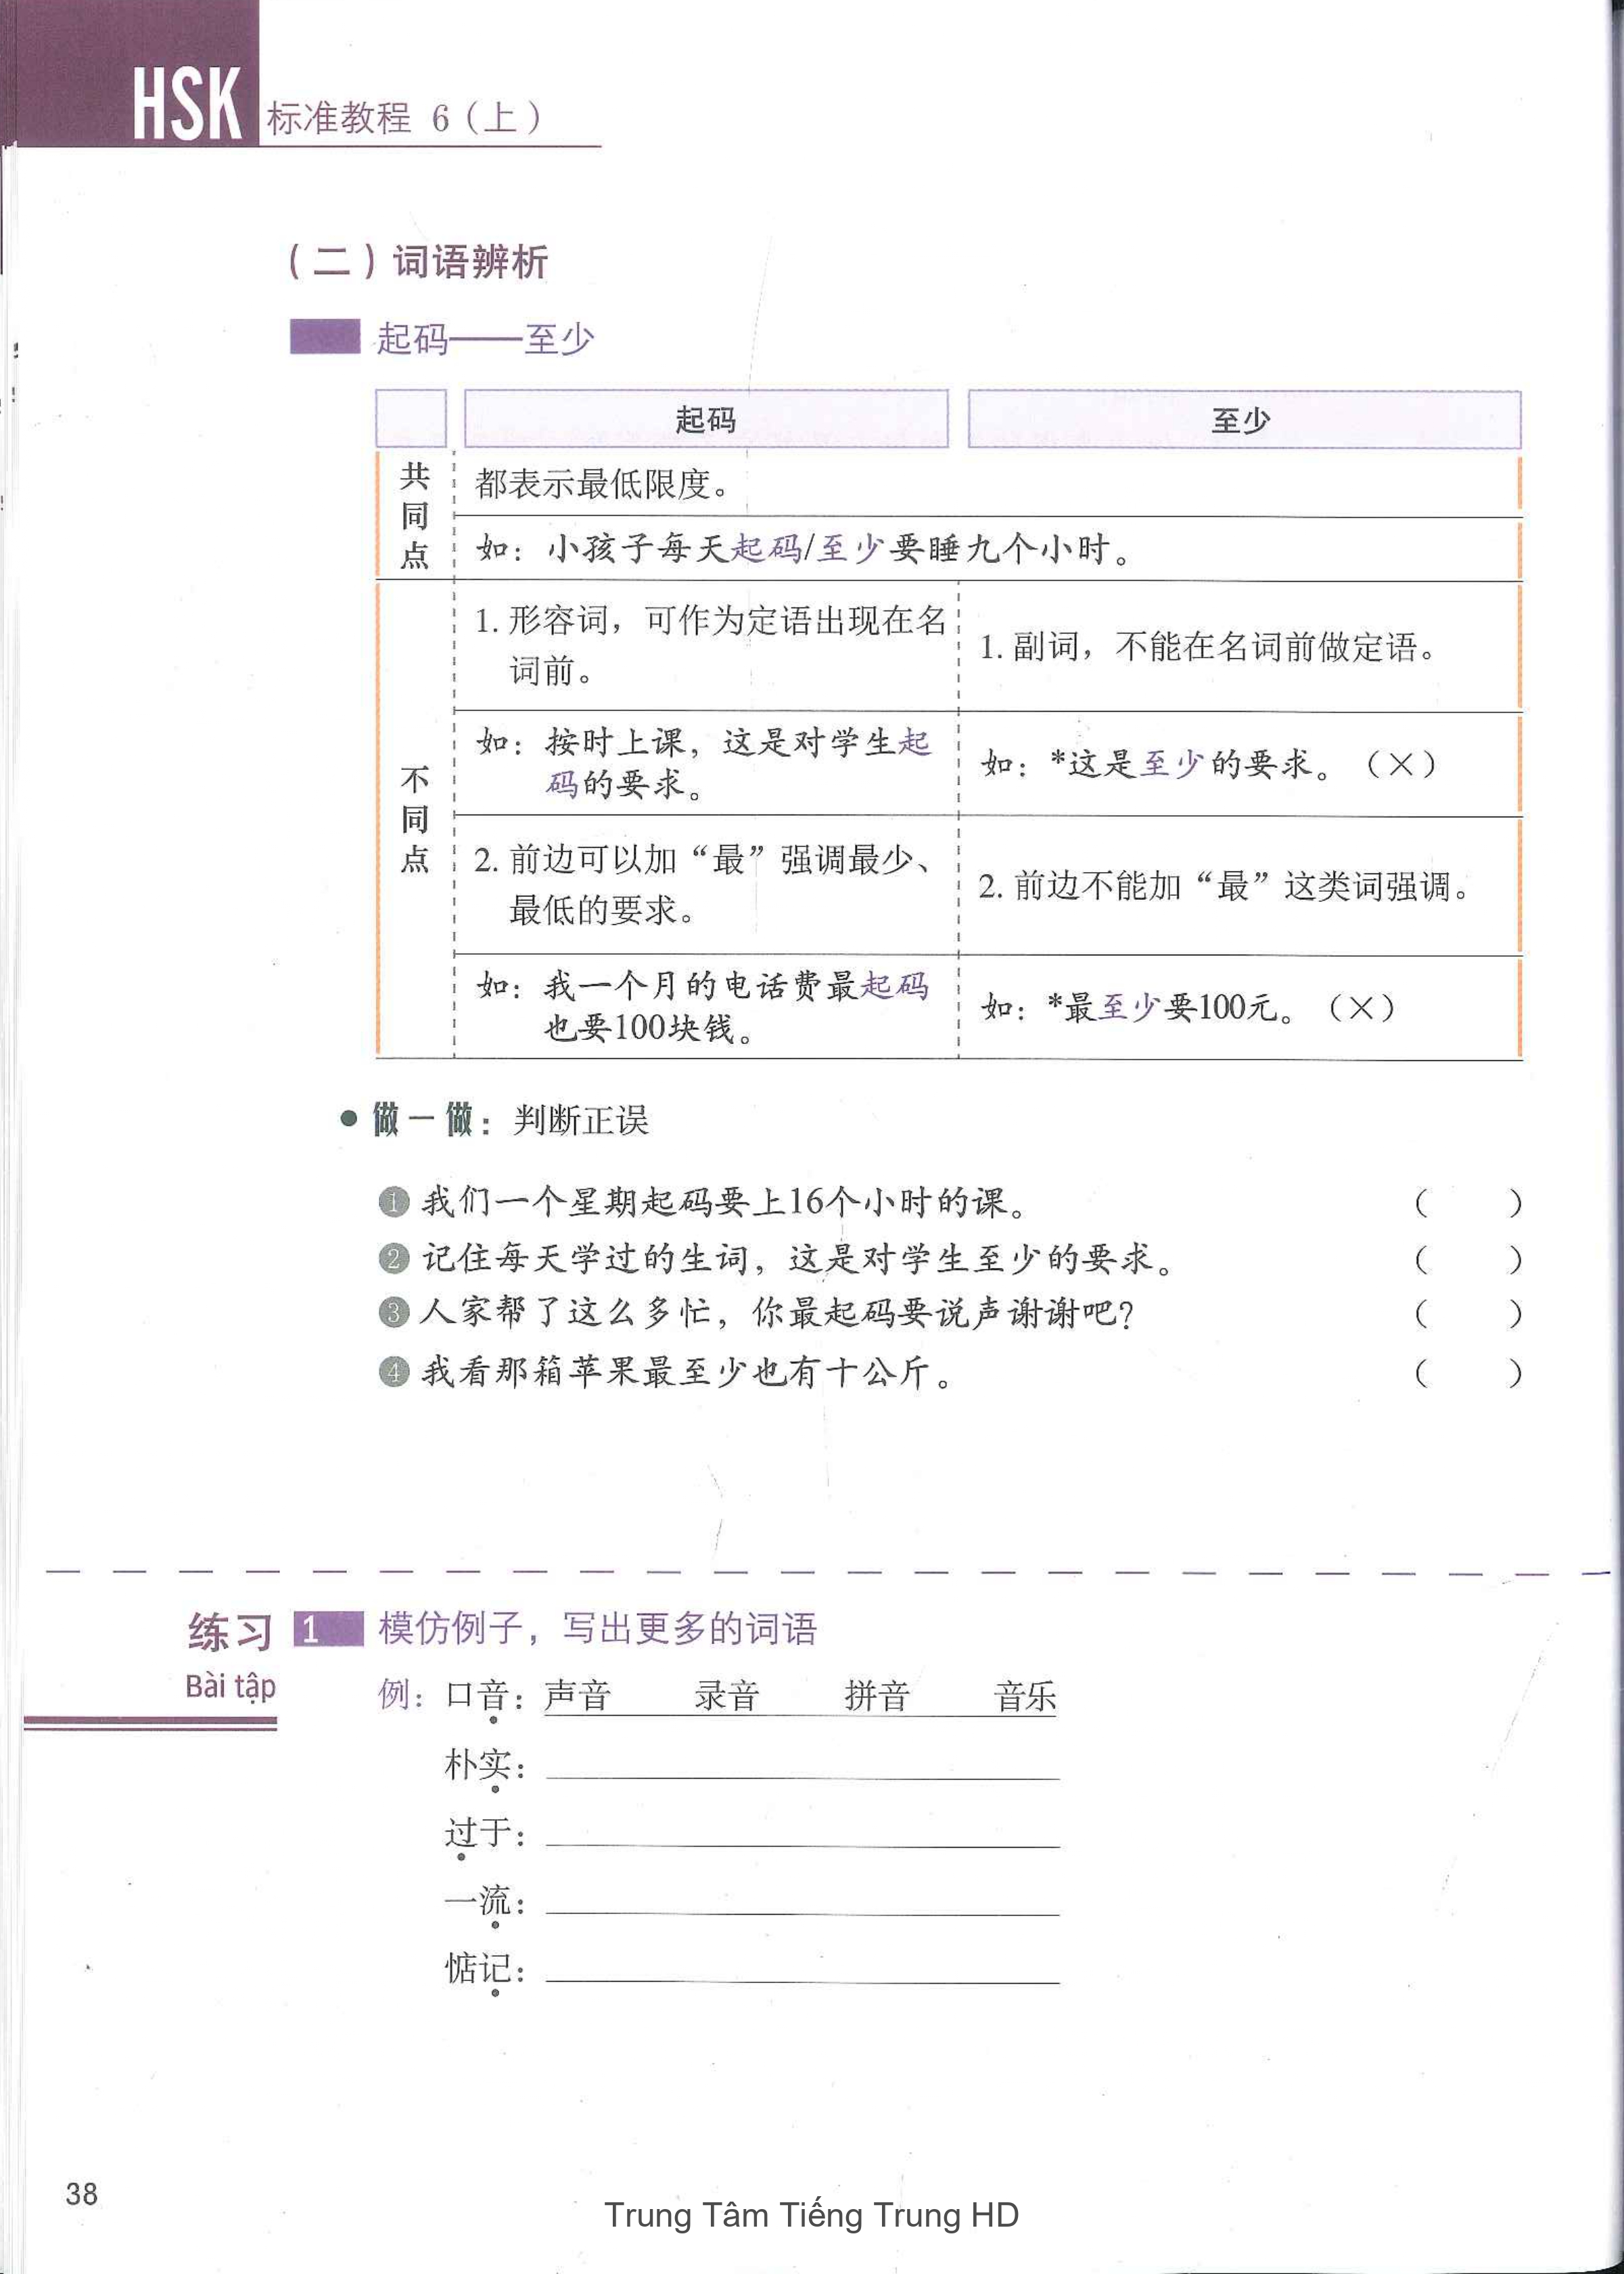 HSK 标准教程 6（上）
（二）词语辨析
起码——至少
起码 至少
共同点
都表示最低限度。
如：小孩子每天起码/至少要睡九个小时。
不同点
1. 形容词，可作为定语出现在名
词前。
1. 副词，不能在名词前做定语。
如：按时上课，这是对学生起
码的要求。
如：*这是至少的要求。（×）
2. 前边可以加“最”强调最少、
最低的要求。
2. 前边不能加“最”这类词强调。
如：我一个月的电话费最起码
也要100块钱。
如：*最至少要100元。（×）
• 做一做：判断正误
1 我们一个星期起码要上16个小时的课。 （ ）
2 记住每天学过的生词，这是对学生至少的要求。 （ ）
3 人家帮了这么多忙，你最起码要说声谢谢吧？ （ ）
4 我看那箱苹果最至少也有十公斤。 （ ）
练习 1 模仿例子，写出更多的词语
Bài tập
例：口音：声音 录音 拼音 音乐
朴实：
过于：
一流：
惦记：
38
Trung Tâm Tiếng Trung HD